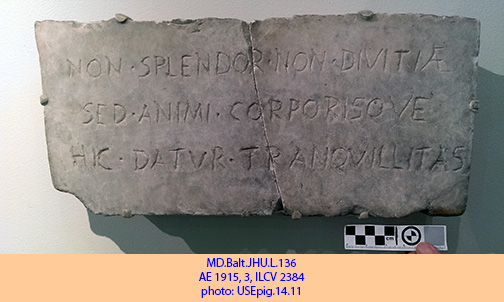 NON · SPLENDOR · NON · DIVITIÆ
SED · ANIMI · CORPORISQVE
HIC · DATVR · TRANQVILLITAS
cm
MD.Balt.JHU.L.136
AE 1915, 3, ILCV 2384
photo: USEpig.14.11